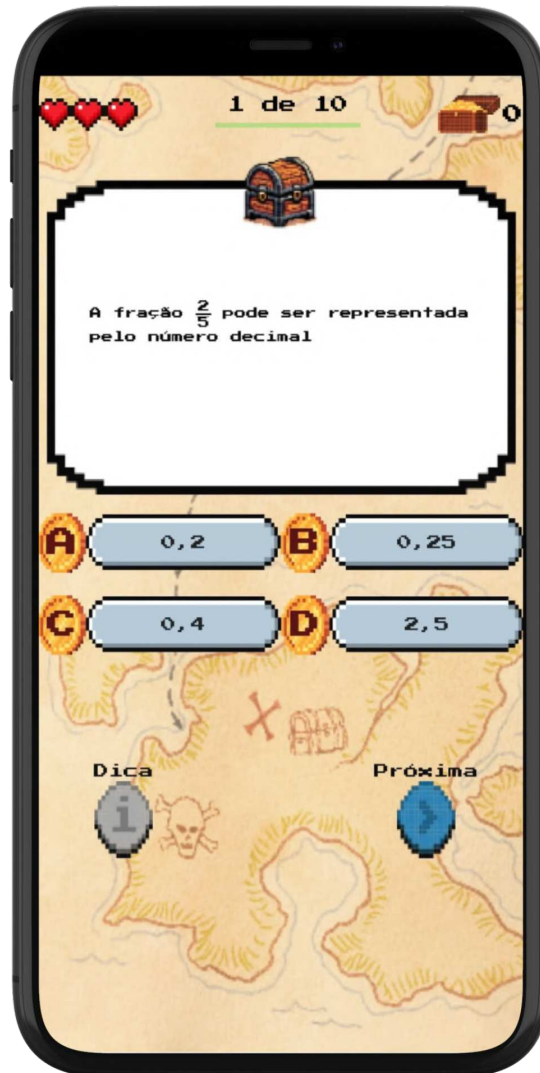 1 de 10
0
A fração 2/5 pode ser representada
pelo número decimal
A 0,2
B 0,25
C 0,4
D 2,5
Dica
Próxima
i